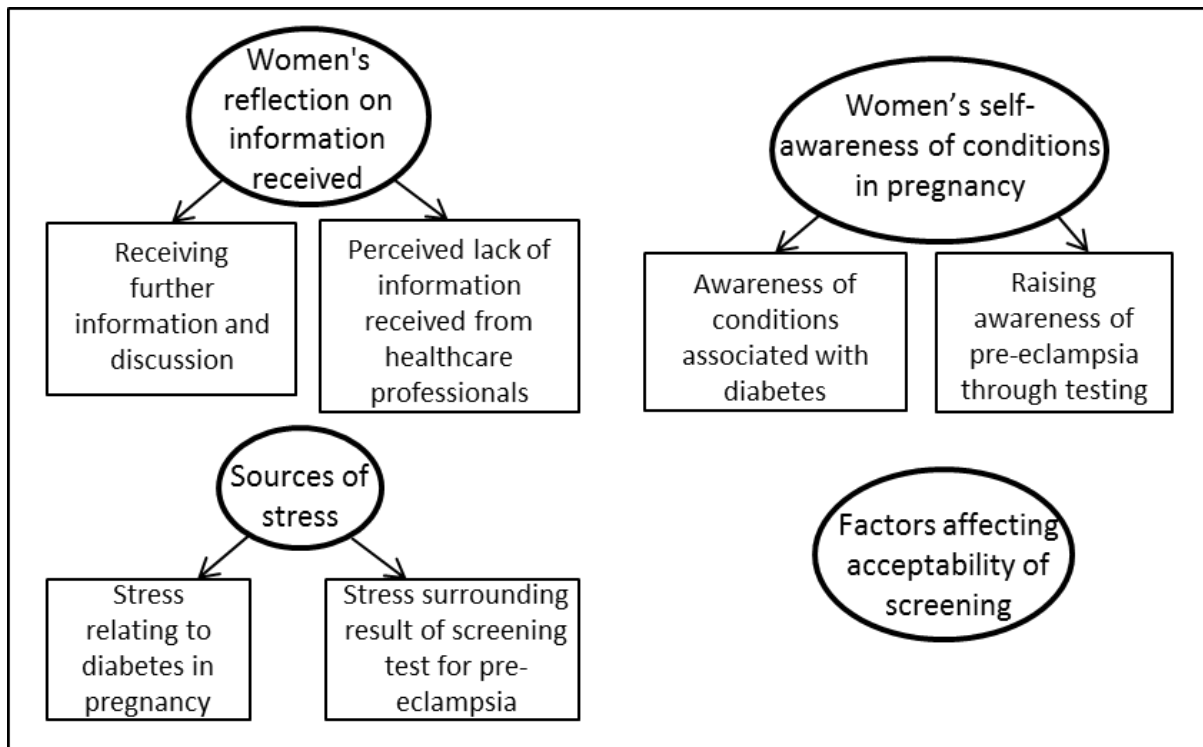 Women's
reflection on
information
received
Receiving
further
information and
discussion
Perceived lack of
information
received from
healthcare
professionals
Women’s self-
awareness of conditions
in pregnancy
Awareness of
conditions
associated with
diabetes
Raising
awareness of
pre-eclampsia
through testing
Sources of
stress
Stress
relating to
diabetes in
pregnancy
Stress surrounding
result of screening
test for pre-
eclampsia
Factors affecting
acceptability of
screening